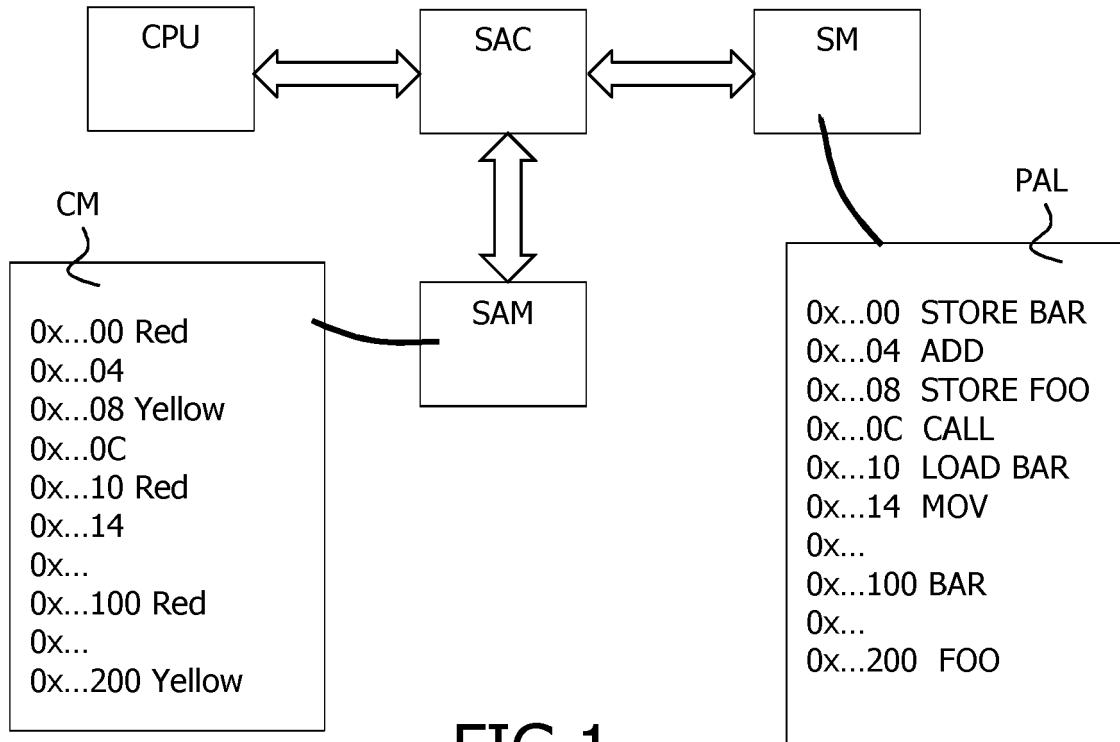 CPU
SAC
SM
CM
PAL
SAM
0x...00 Red
0x...04
0x...08 Yellow
0x...0C
0x...10 Red
0x...14
0x...
0x...100 Red
0x...
0x...200 Yellow
0x...00 STORE BAR
0x...04 ADD
0x...08 STORE FOO
0x...0C CALL
0x...10 LOAD BAR
0x...14 MOV
0x...
0x...100 BAR
0x...
0x...200 FOO
FIG 1